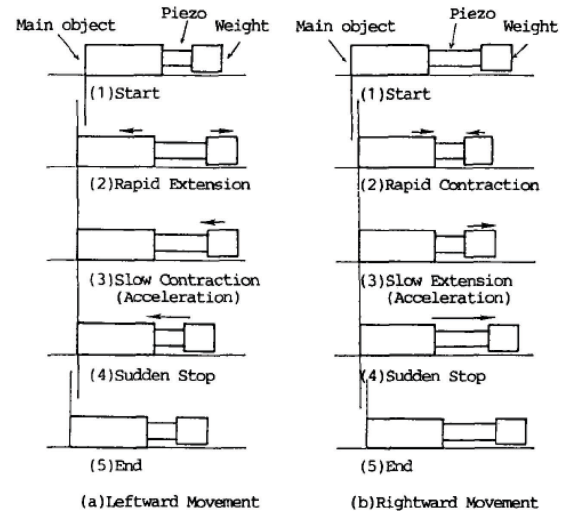 Main object
Piezo
Weight
(1)Start
(2)Rapid Extension
(3)Slow Contraction
(Acceleration)
(4)Sudden Stop
(5)End
(a)Leftward Movement
Main object
Piezo
Weight
(1)Start
(2)Rapid Contraction
(3)Slow Extension
(Acceleration)
(4)Sudden Stop
(5)End
(b)Rightward Movement